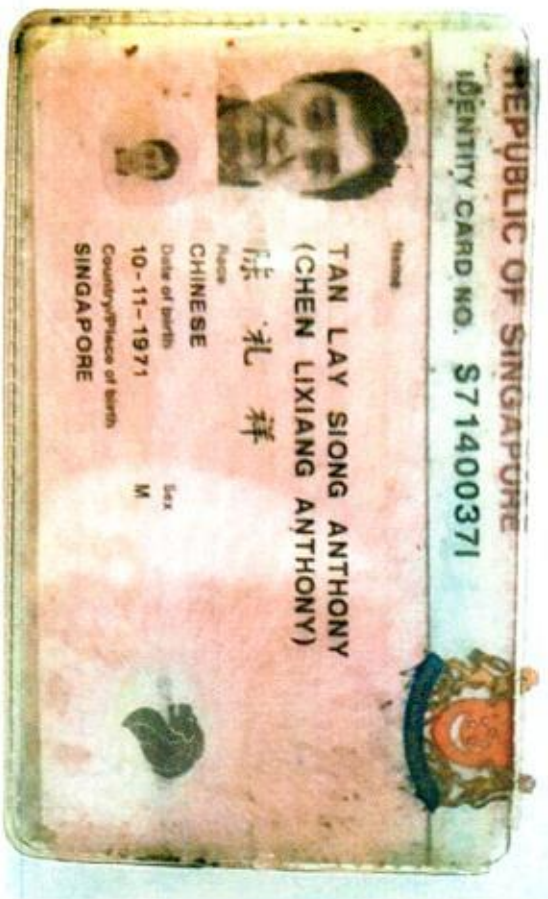 REPUBLIC OF SINGAPORE
IDENTITY CARD NO. S7140037I
Name
TAN LAY SIONG ANTHONY
(CHEN LIXIANG ANTHONY)
陈礼祥
Race
CHINESE
Date of birth Sex
10-11-1971 M
Country/Place of birth
SINGAPORE